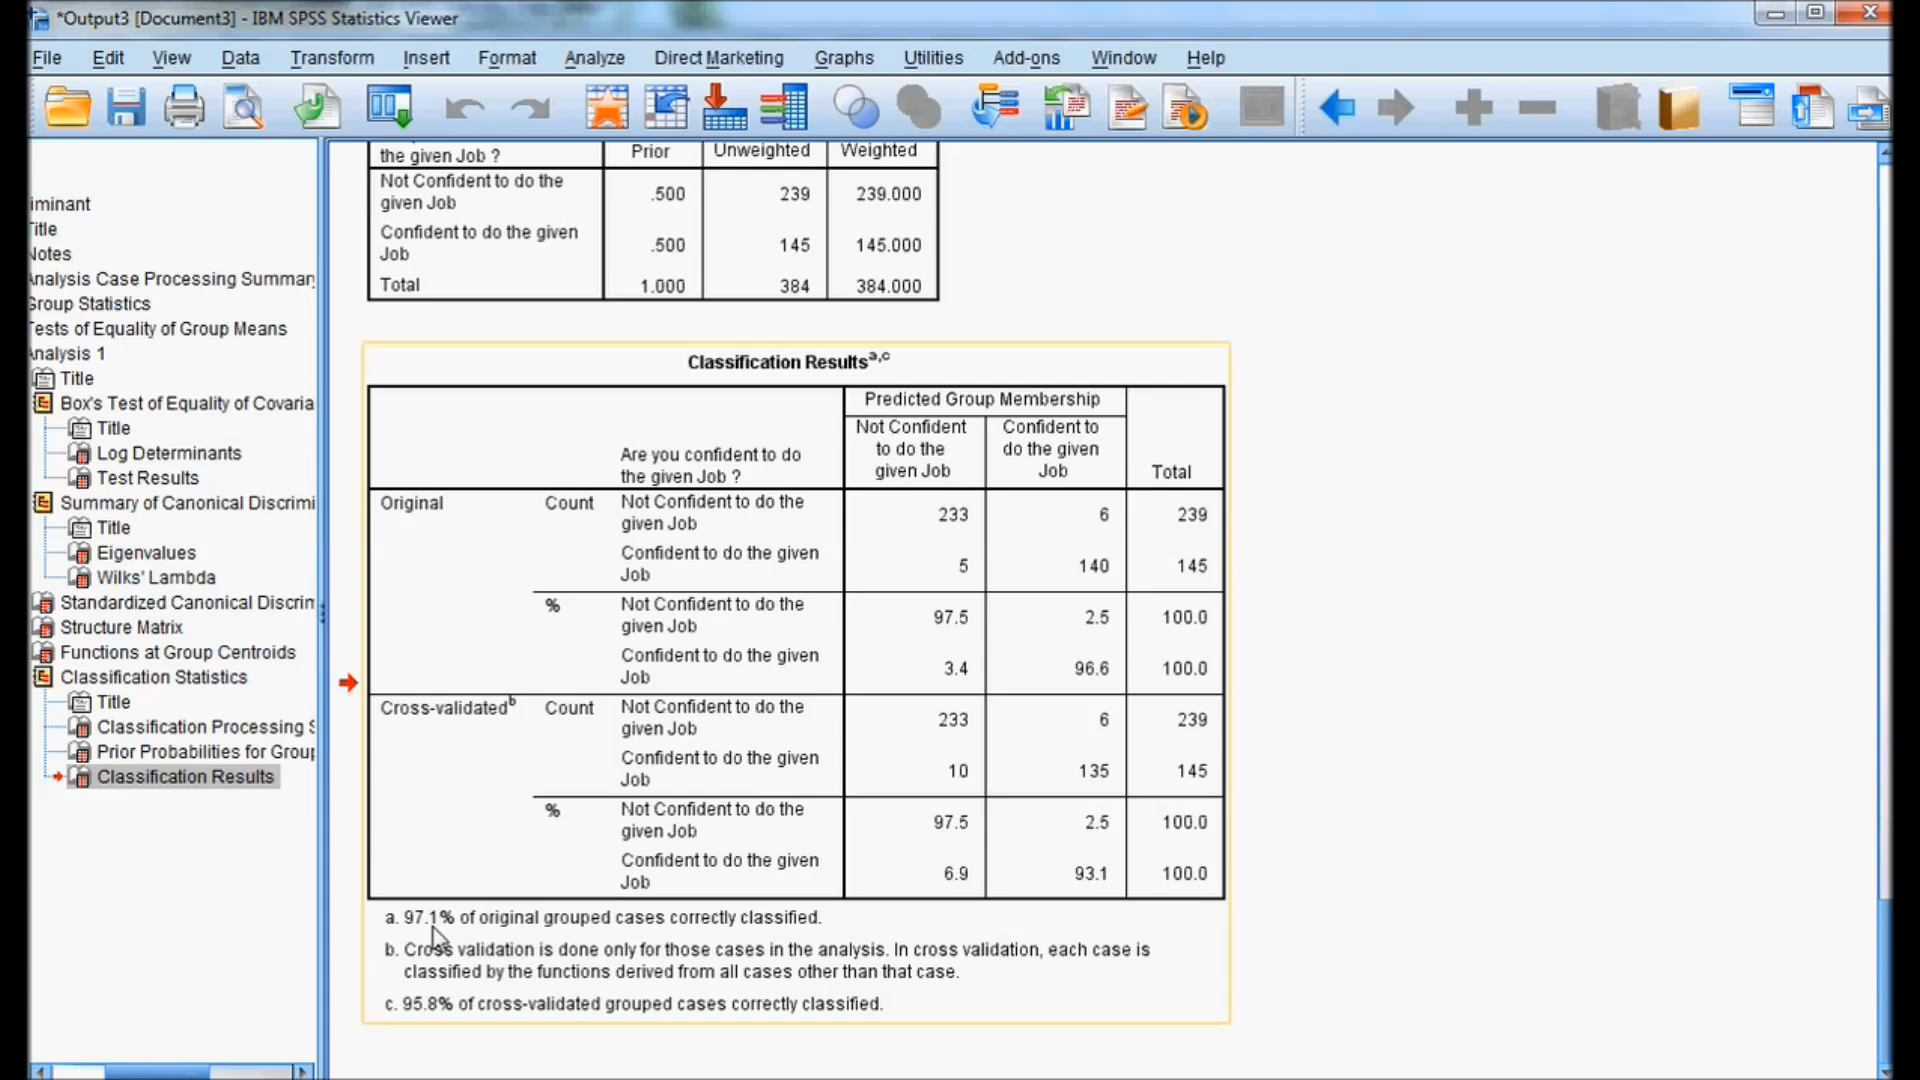 *Output3 [Document3] - IBM SPSS Statistics Viewer
File Edit View Data Transform Insert Format Analyze Direct Marketing Graphs Utilities Add-ons Window Help
iminant
Title
Notes
Analysis Case Processing Summar
Group Statistics
Tests of Equality of Group Means
Analysis 1
Title
Box's Test of Equality of Covaria
Title
Log Determinants
Test Results
Summary of Canonical Discrimi
Title
Eigenvalues
Wilks' Lambda
Standardized Canonical Discrim
Structure Matrix
Functions at Group Centroids
Classification Statistics
Title
Classification Processing S
Prior Probabilities for Group
Classification Results
the given Job ? Prior Unweighted Weighted
Not Confident to do the
given Job .500 239 239.000
Confident to do the given
Job .500 145 145.000
Total 1.000 384 384.000
Classification Results a,c
Predicted Group Membership
Are you confident to do
the given Job ?
Not Confident
to do the
given Job
Confident to
do the given
Job
Total
Original Count Not Confident to do the
given Job 233 6 239
Confident to do the given
Job 5 140 145
% Not Confident to do the
given Job 97.5 2.5 100.0
Confident to do the given
Job 3.4 96.6 100.0
Cross-validated b Count Not Confident to do the
given Job 233 6 239
Confident to do the given
Job 10 135 145
% Not Confident to do the
given Job 97.5 2.5 100.0
Confident to do the given
Job 6.9 93.1 100.0
a. 97.1% of original grouped cases correctly classified.
b. Cross validation is done only for those cases in the analysis. In cross validation, each case is
classified by the functions derived from all cases other than that case.
c. 95.8% of cross-validated grouped cases correctly classified.